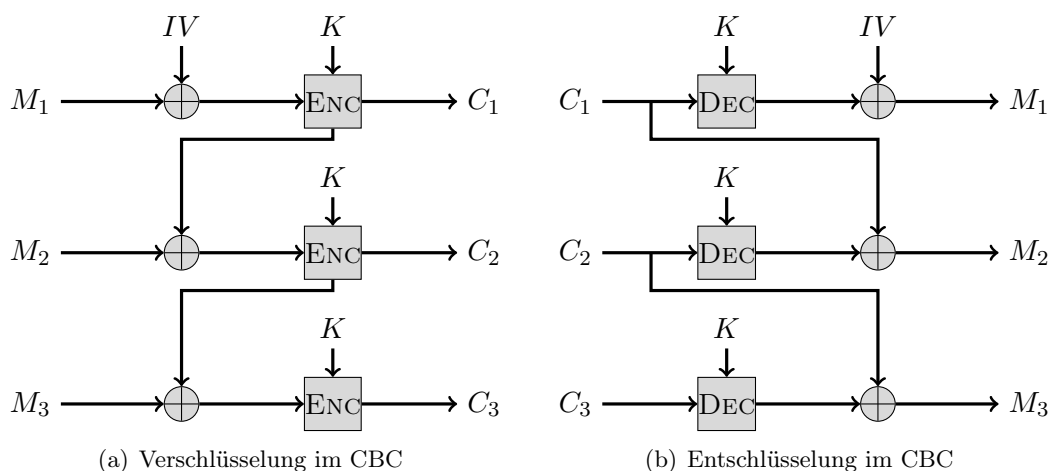 IV K K IV
M₁ ENC C₁ C₁ DEC M₁
K K
M₂ ENC C₂ C₂ DEC M₂
K K
M₃ ENC C₃ C₃ DEC M₃
(a) Verschlüsselung im CBC (b) Entschlüsselung im CBC